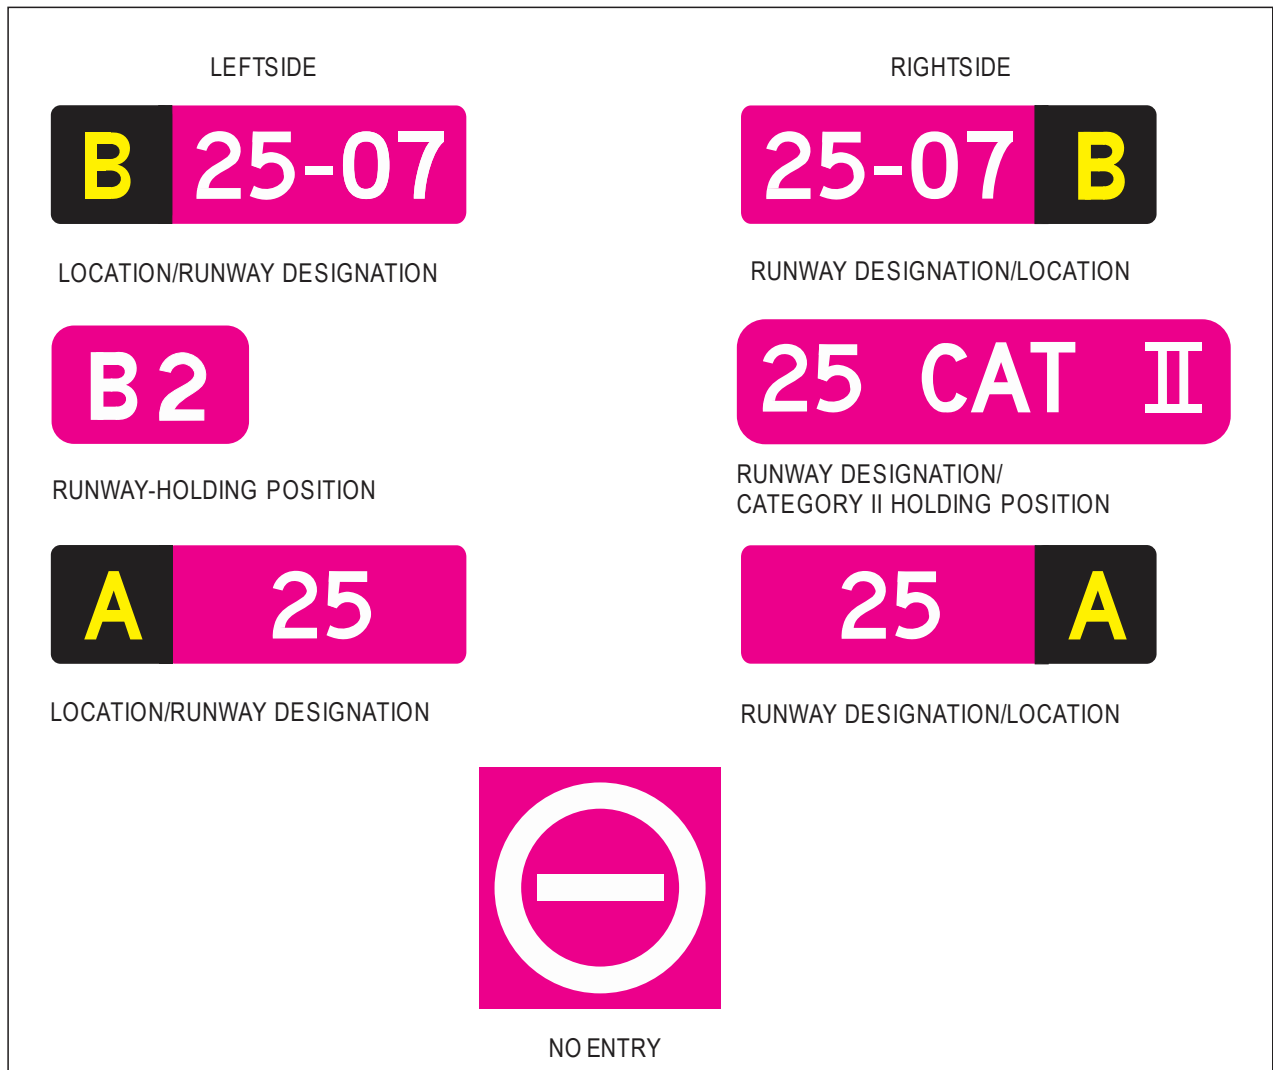 LEFTSIDE
RIGHTSIDE
B 25-07
25-07 B
LOCATION/RUNWAY DESIGNATION
RUNWAY DESIGNATION/LOCATION
B2
25 CAT II
RUNWAY-HOLDING POSITION
RUNWAY DESIGNATION/
CATEGORY II HOLDING POSITION
A 25
25 A
LOCATION/RUNWAY DESIGNATION
RUNWAY DESIGNATION/LOCATION
NO ENTRY